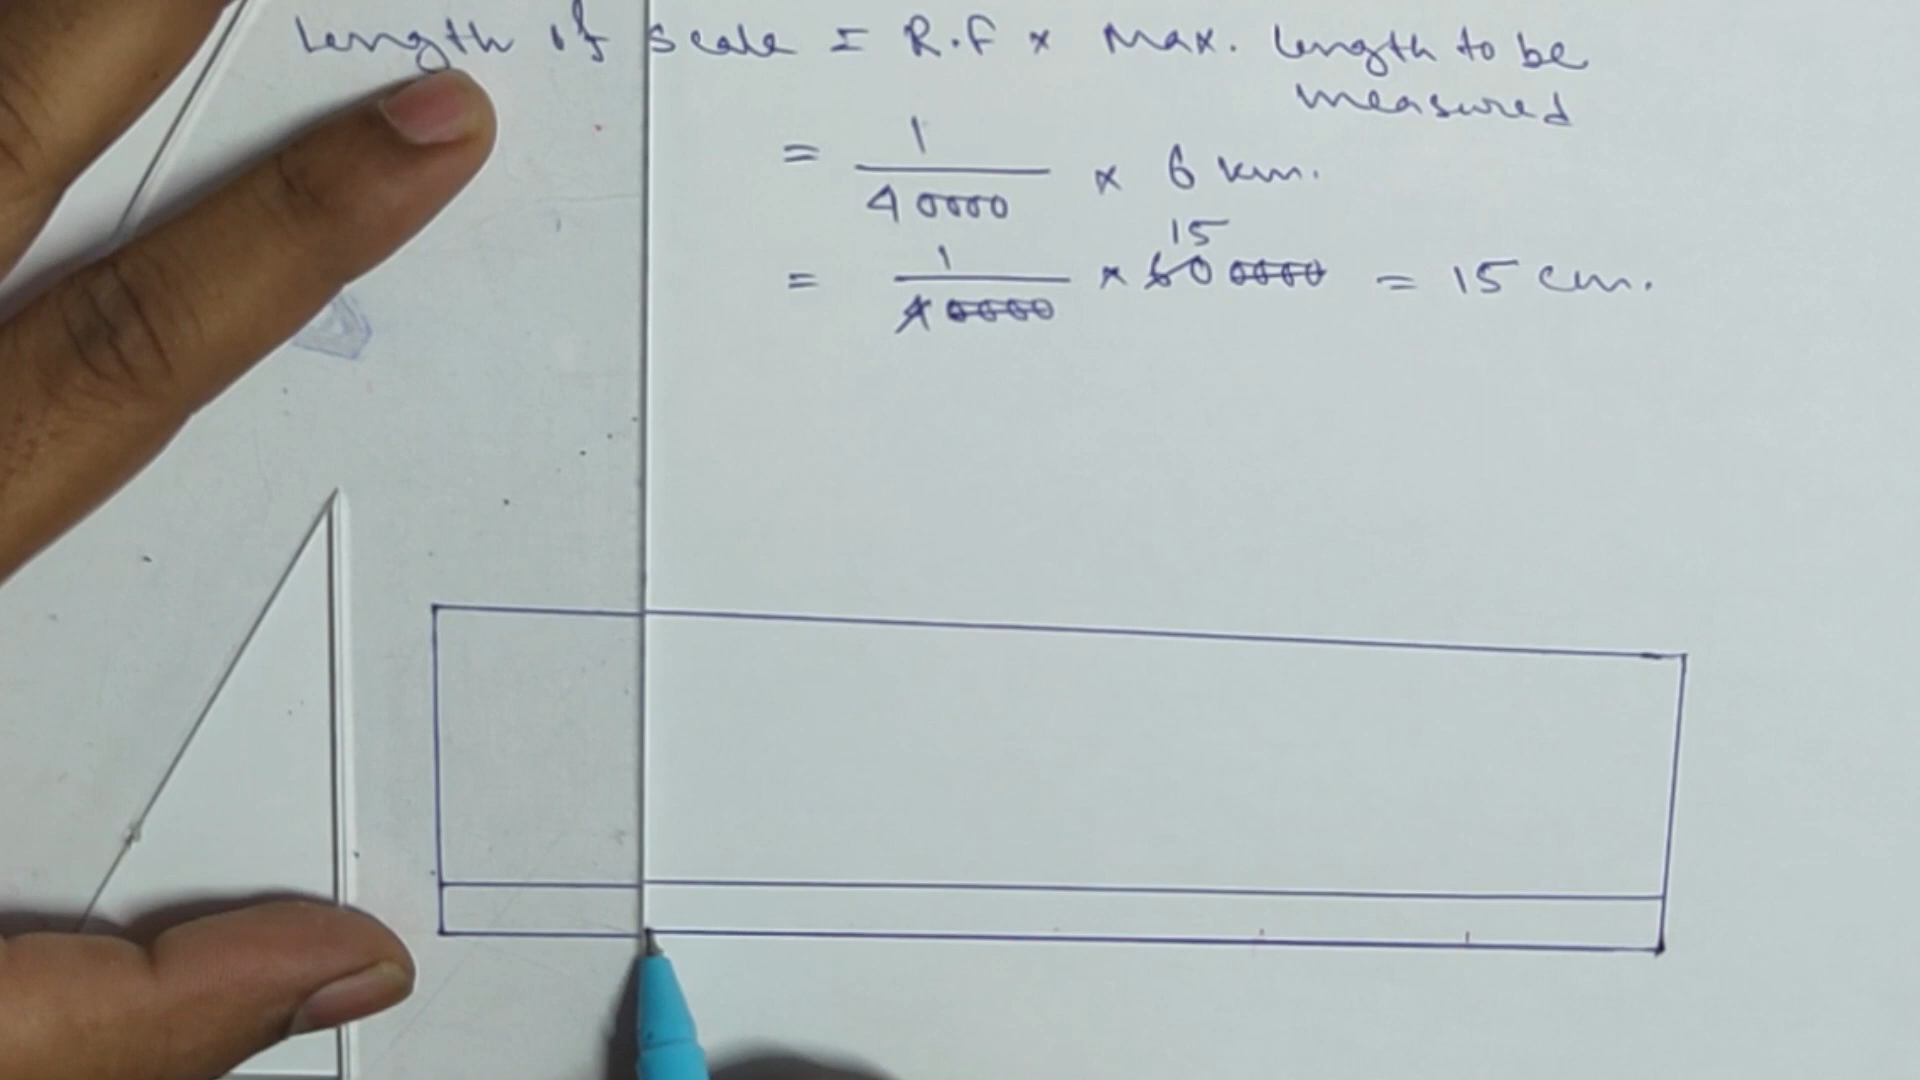 Length of scale = R.F × Max. length to be
measured
= 1/40000 × 6 km.
15
= 1/40000 × 600000 = 15 cm.